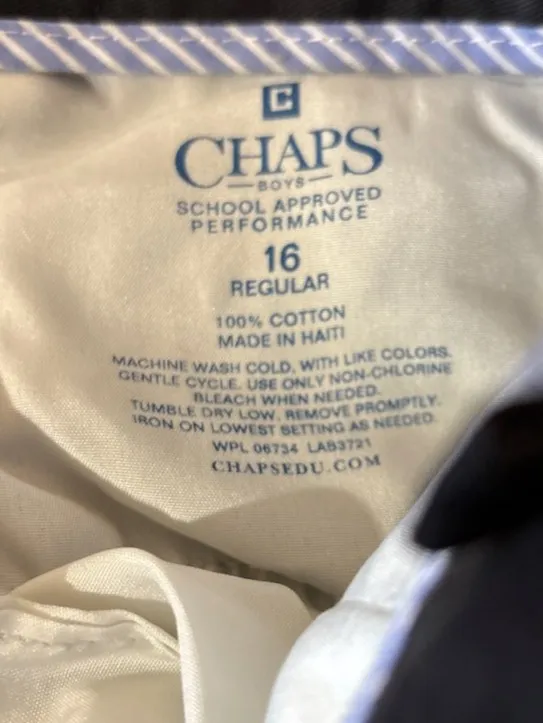 C
CHAPS
BOYS
SCHOOL APPROVED
PERFORMANCE
16
REGULAR
100% COTTON
MADE IN HAITI
MACHINE WASH COLD, WITH LIKE COLORS.
GENTLE CYCLE. USE ONLY NON-CHLORINE
BLEACH WHEN NEEDED.
TUMBLE DRY LOW. REMOVE PROMPTLY.
IRON ON LOWEST SETTING AS NEEDED.
WPL 06734 LAB3721
CHAPSEDU.COM